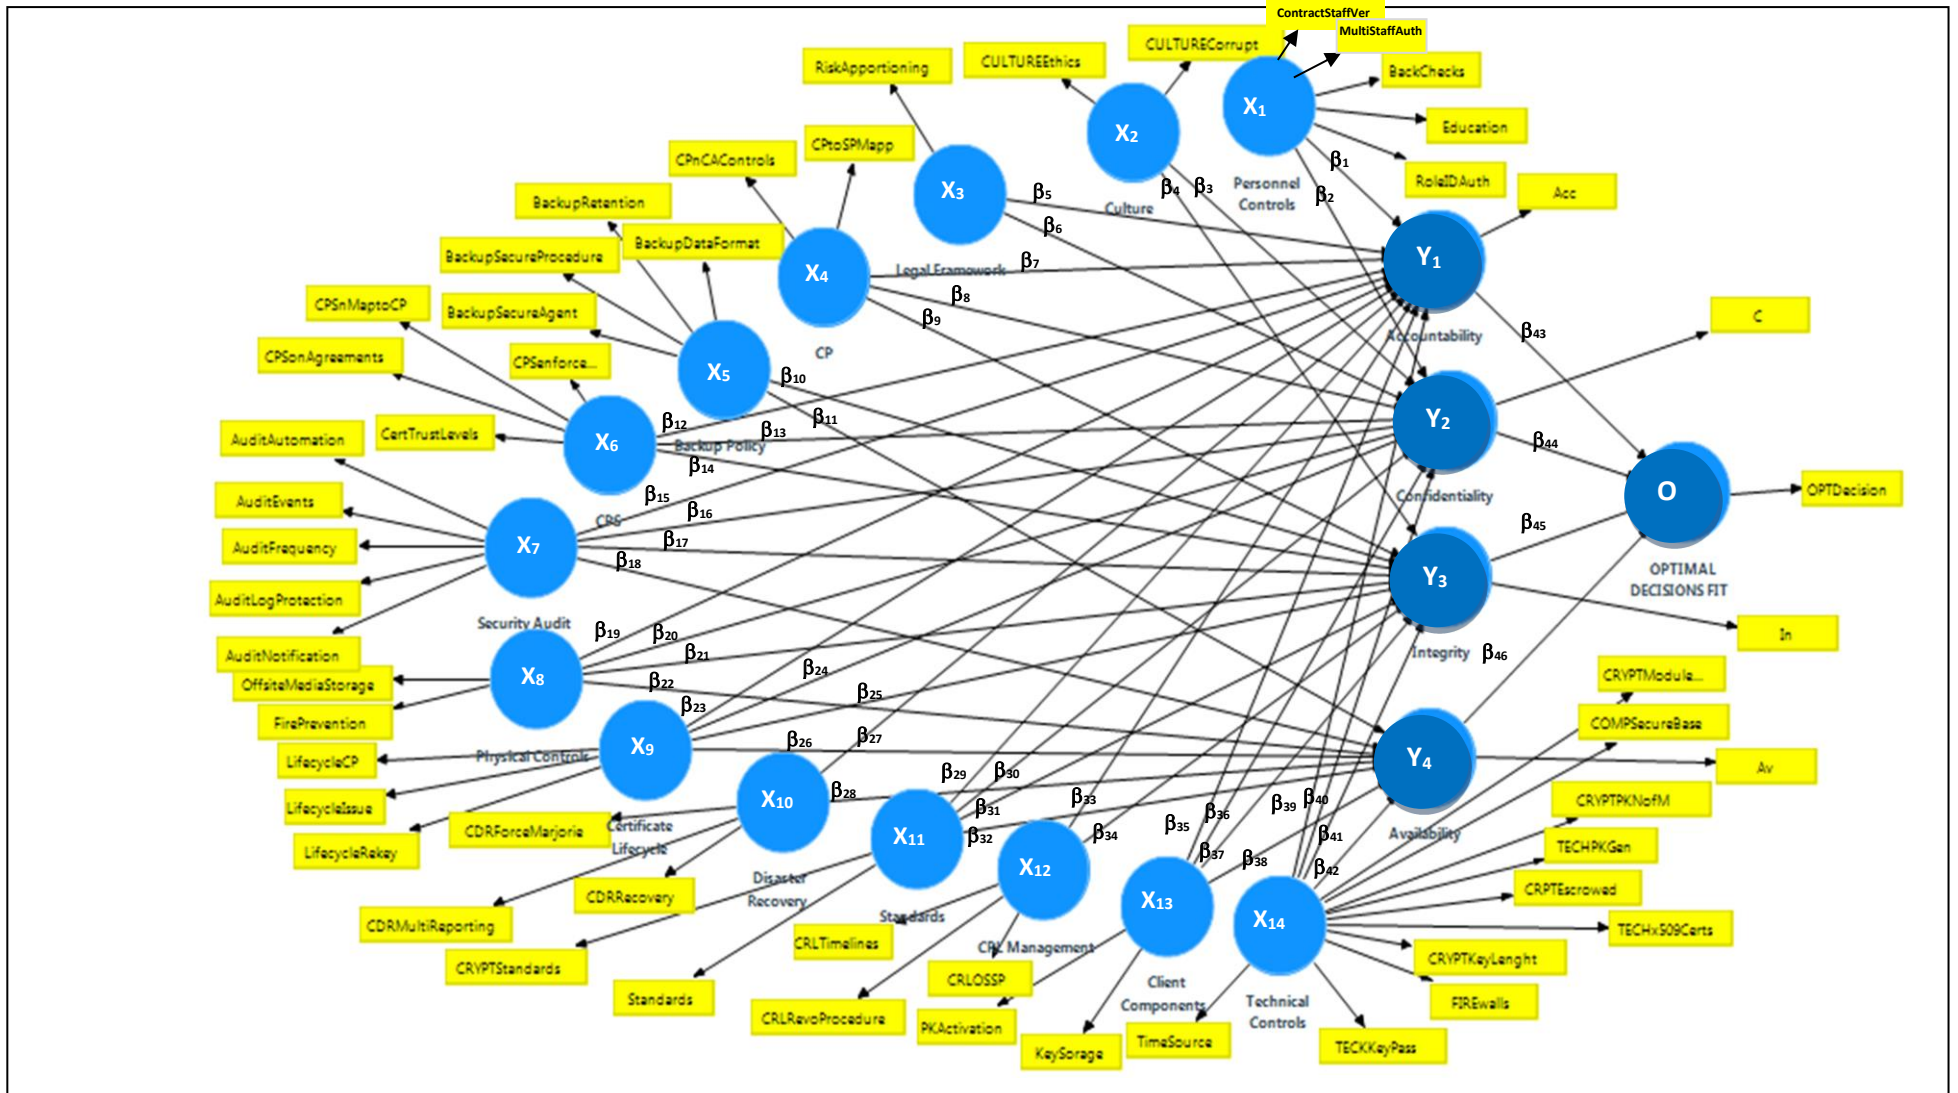 ContractStaffVer
MultiStaffAuth
CULTURECorrupt
CULTUREEthics
RiskApportioning
BackChecks
Education
RoleIDAuth
Acc
CPtoSPMapp
CPnCAControls
BackupRetention
BackupDataFormat
BackupSecureProcedure
BackupSecureAgent
CPSnMaptoCP
CPSonAgreements
CPSenforce...
CertTrustLevels
AuditAutomation
AuditEvents
AuditFrequency
AuditLogProtection
AuditNotification
OffsiteMediaStorage
FirePrevention
LifecycleCP
LifecycleIssue
LifecycleRekey
CDRForceMarjorie
CDRRecovery
CDRMultiReporting
CRYPTStandards
Standards
CRLTimelines
CRLOSSP
CRLRevoProcedure
PKActivation
KeySorage
TimeSource
TECKKeyPass
FIREwalls
CRYPTKeyLenght
TECHx509Certs
CRPTEscrowed
TECHPKGen
CRYPTPKNofM
COMPSecureBase
CRYPTModule...
Av
In
C
OPTDecision
X1
Personnel
Controls
X2
Culture
X3
Legal Framework
X4
CP
X5
Backup Policy
X6
CPS
X7
Security Audit
X8
Physical Controls
X9
Certificate
Lifecycle
X10
Disaster
Recovery
X11
Standards
X12
CRL Management
X13
Client
Components
X14
Technical
Controls
Y1
Accountability
Y2
Confidentiality
Y3
Integrity
Y4
Availability
O
OPTIMAL
DECISIONS FIT
β1
β2
β3
β4
β5
β6
β7
β8
β9
β10
β11
β12
β13
β14
β15
β16
β17
β18
β19
β20
β21
β22
β23
β24
β25
β26
β27
β28
β29
β30
β31
β32
β33
β34
β35
β36
β37
β38
β39
β40
β41
β42
β43
β44
β45
β46